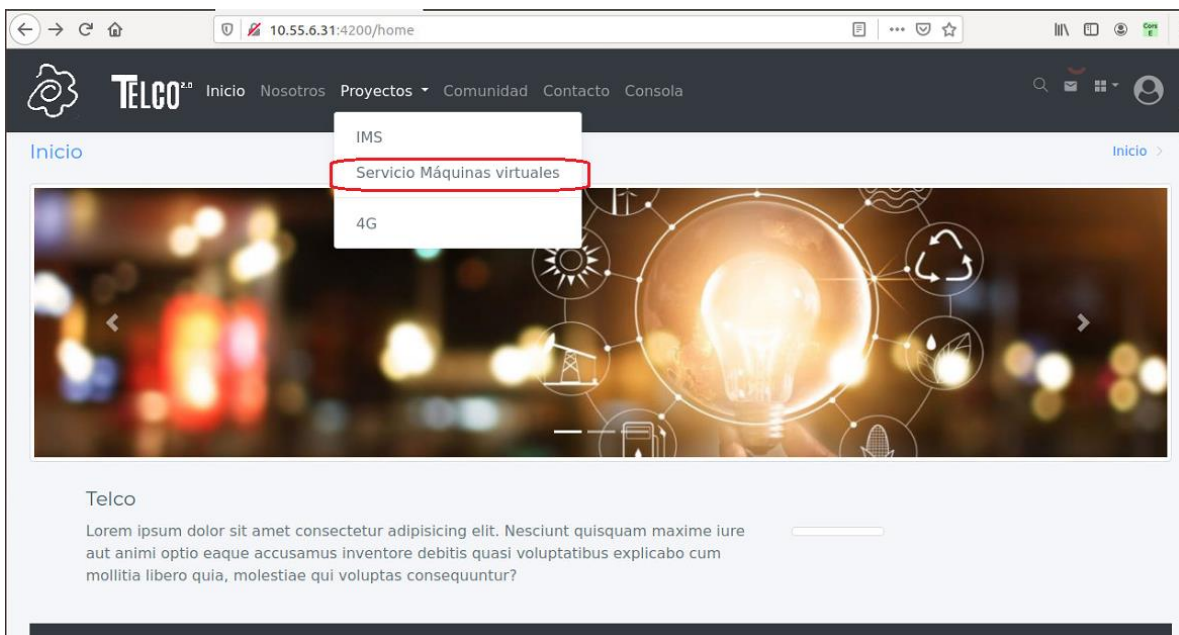 10.55.6.31:4200/home
Cors
E
TELCO 2.0 Inicio Nosotros Proyectos Comunidad Contacto Consola
IMS
Servicio Máquinas virtuales
4G
Inicio
Inicio >
Telco
Lorem ipsum dolor sit amet consectetur adipisicing elit. Nesciunt quisquam maxime iure
aut animi optio eaque accusamus inventore debitis quasi voluptatibus explicabo cum
mollitia libero quia, molestiae qui voluptas consequuntur?